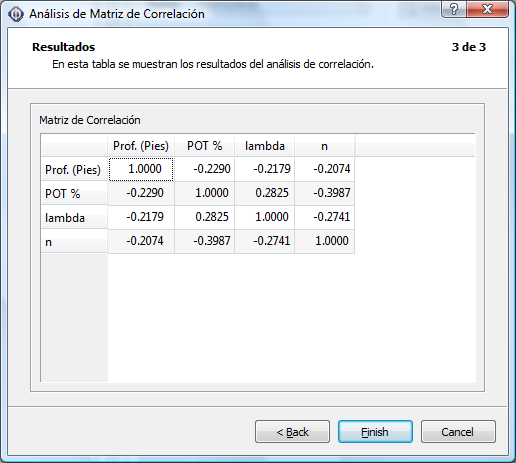 Análisis de Matriz de Correlación
Resultados 3 de 3
En esta tabla se muestran los resultados del análisis de correlación.
Matriz de Correlación
Prof. (Pies) POT % lambda n
Prof. (Pies) 1.0000 -0.2290 -0.2179 -0.2074
POT % -0.2290 1.0000 0.2825 -0.3987
lambda -0.2179 0.2825 1.0000 -0.2741
n -0.2074 -0.3987 -0.2741 1.0000
< Back Finish Cancel